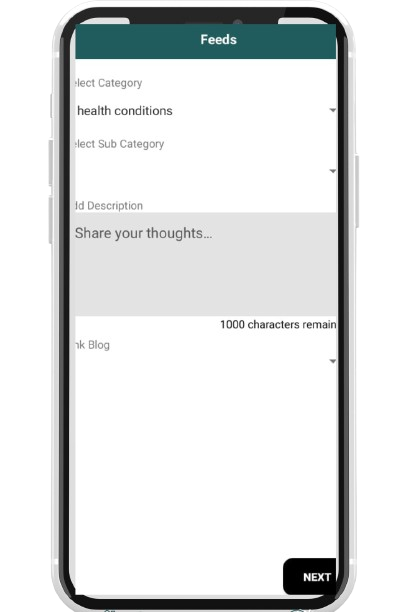 Feeds
elect Category
health conditions
elect Sub Category
dd Description
Share your thoughts...
1000 characters remain
nk Blog
NEXT